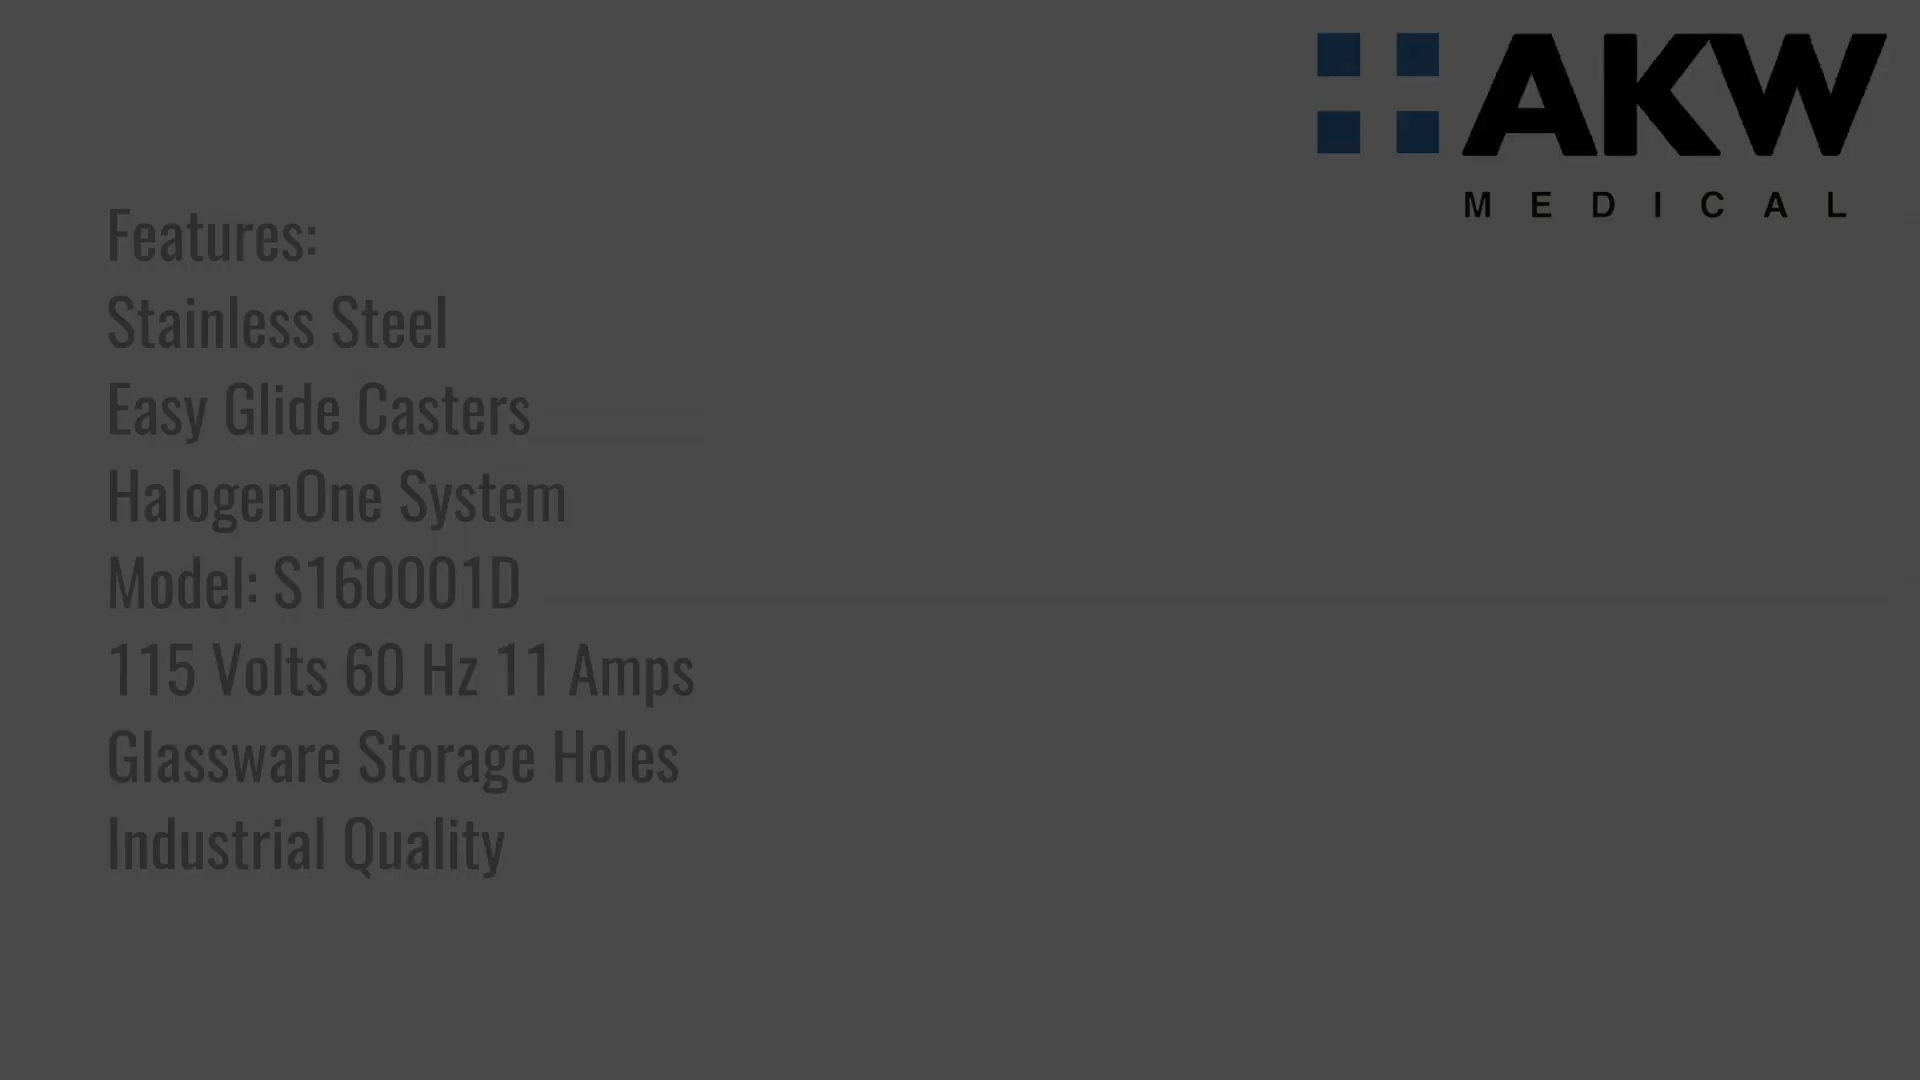 AKW
MEDICAL
Features:
Stainless Steel
Easy Glide Casters
HalogenOne System
Model: S160001D
115 Volts 60 Hz 11 Amps
Glassware Storage Holes
Industrial Quality